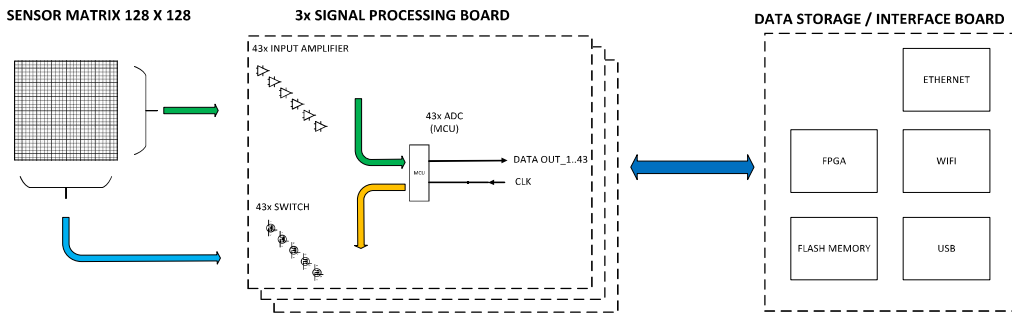 SENSOR MATRIX 128 X 128
3x SIGNAL PROCESSING BOARD
DATA STORAGE / INTERFACE BOARD
43x INPUT AMPLIFIER
43x ADC
(MCU)
MCU
DATA OUT_1..43
CLK
43x SWITCH
ETHERNET
FPGA
WIFI
FLASH MEMORY
USB